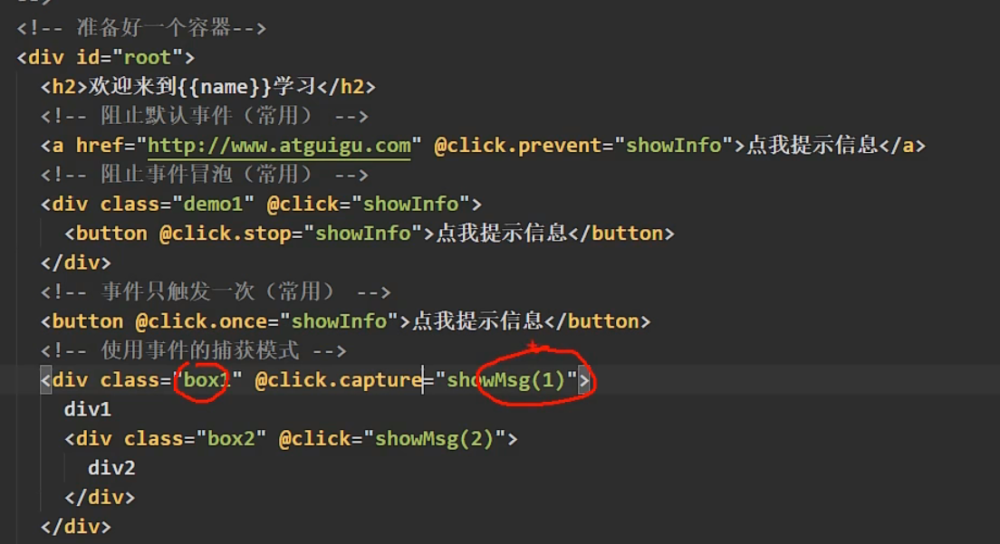 -->
<!-- 准备好一个容器-->
<div id="root">
<h2>欢迎来到{{name}}学习</h2>
<!-- 阻止默认事件（常用） -->
<a href="http://www.atguigu.com" @click.prevent="showInfo">点我提示信息</a>
<!-- 阻止事件冒泡（常用） -->
<div class="demo1" @click="showInfo">
<button @click.stop="showInfo">点我提示信息</button>
</div>
<!-- 事件只触发一次（常用） -->
<button @click.once="showInfo">点我提示信息</button>
<!-- 使用事件的捕获模式 -->
<div class="box1" @click.capture="showMsg(1)">
div1
<div class="box2" @click="showMsg(2)">
div2
</div>
</div>